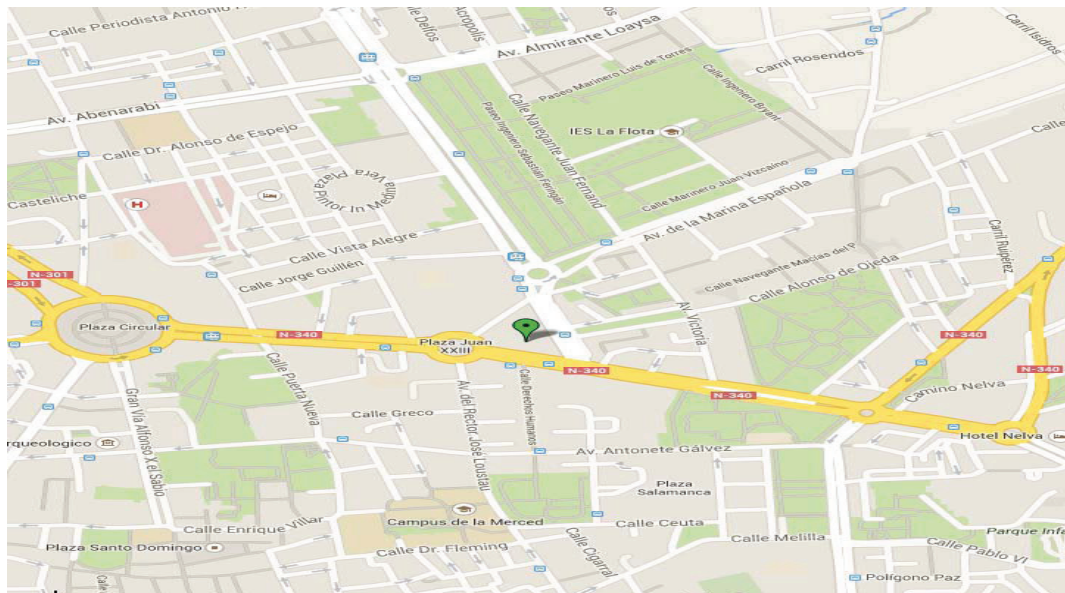 Calle Periodista Antonio
Calle Delfos
Acrópolis
Av. Almirante Loaysa
Carril Isidros
Carril Rosendos
Paseo Marinero Luis de Torres
Calle Ingeniero Briant
Av. Abenarabi
Calle Navegante Juan Fernand
Paseo Ingeniero Sebastián Feringán
IES La Flota
Calle
Calle Dr. Alonso de Espejo
Calle Marinero Juan Vizcaíno
Plaza
Pintor In Medina
Vera
Casteliche
H
Av. de la Marina Española
Carril Ruipérez
Calle Vista Alegre
Calle Navegante Macías del P
Calle Alonso de Ojeda
Calle Jorge Guillén
N-301
-301
Av. Victoria
Plaza Circular
N-340
Plaza Juan
XXIII
N-340
N-340
N-340
N-340
N-340
Calle Puerta Nueva
Calle Derechos Humanos
Camino Nelva
Gran Vía Alfonso X el Sabio
Calle Greco
Av. del Rector José Loustau
rqueologico
Hotel Nelva
Av. Antonete Gálvez
Plaza
Salamanca
Calle Enrique Villar
Campus de la Merced
Calle Ceuta
Parque Infa
Plaza Santo Domingo
Calle Dr. Fleming
Calle Cigarral
Calle Melilla
Calle Pablo VI
Polígono Paz